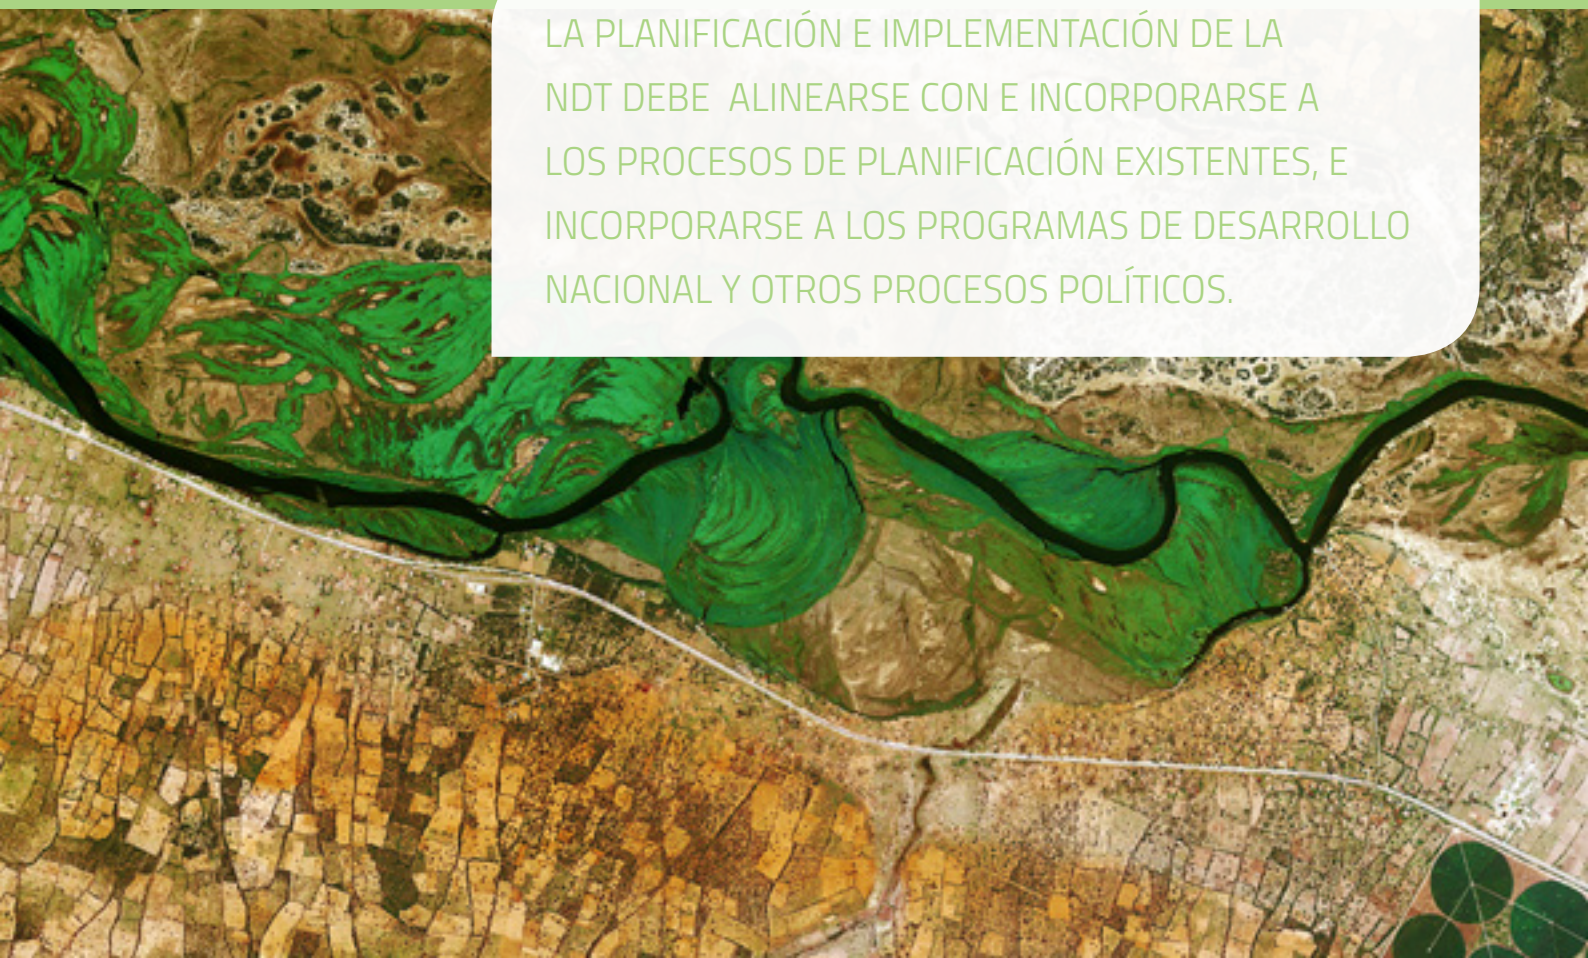 LA PLANIFICACIÓN E IMPLEMENTACIÓN DE LA
NDT DEBE  ALINEARSE CON E INCORPORARSE A
LOS PROCESOS DE PLANIFICACIÓN EXISTENTES, E
INCORPORARSE A LOS PROGRAMAS DE DESARROLLO
NACIONAL Y OTROS PROCESOS POLÍTICOS.